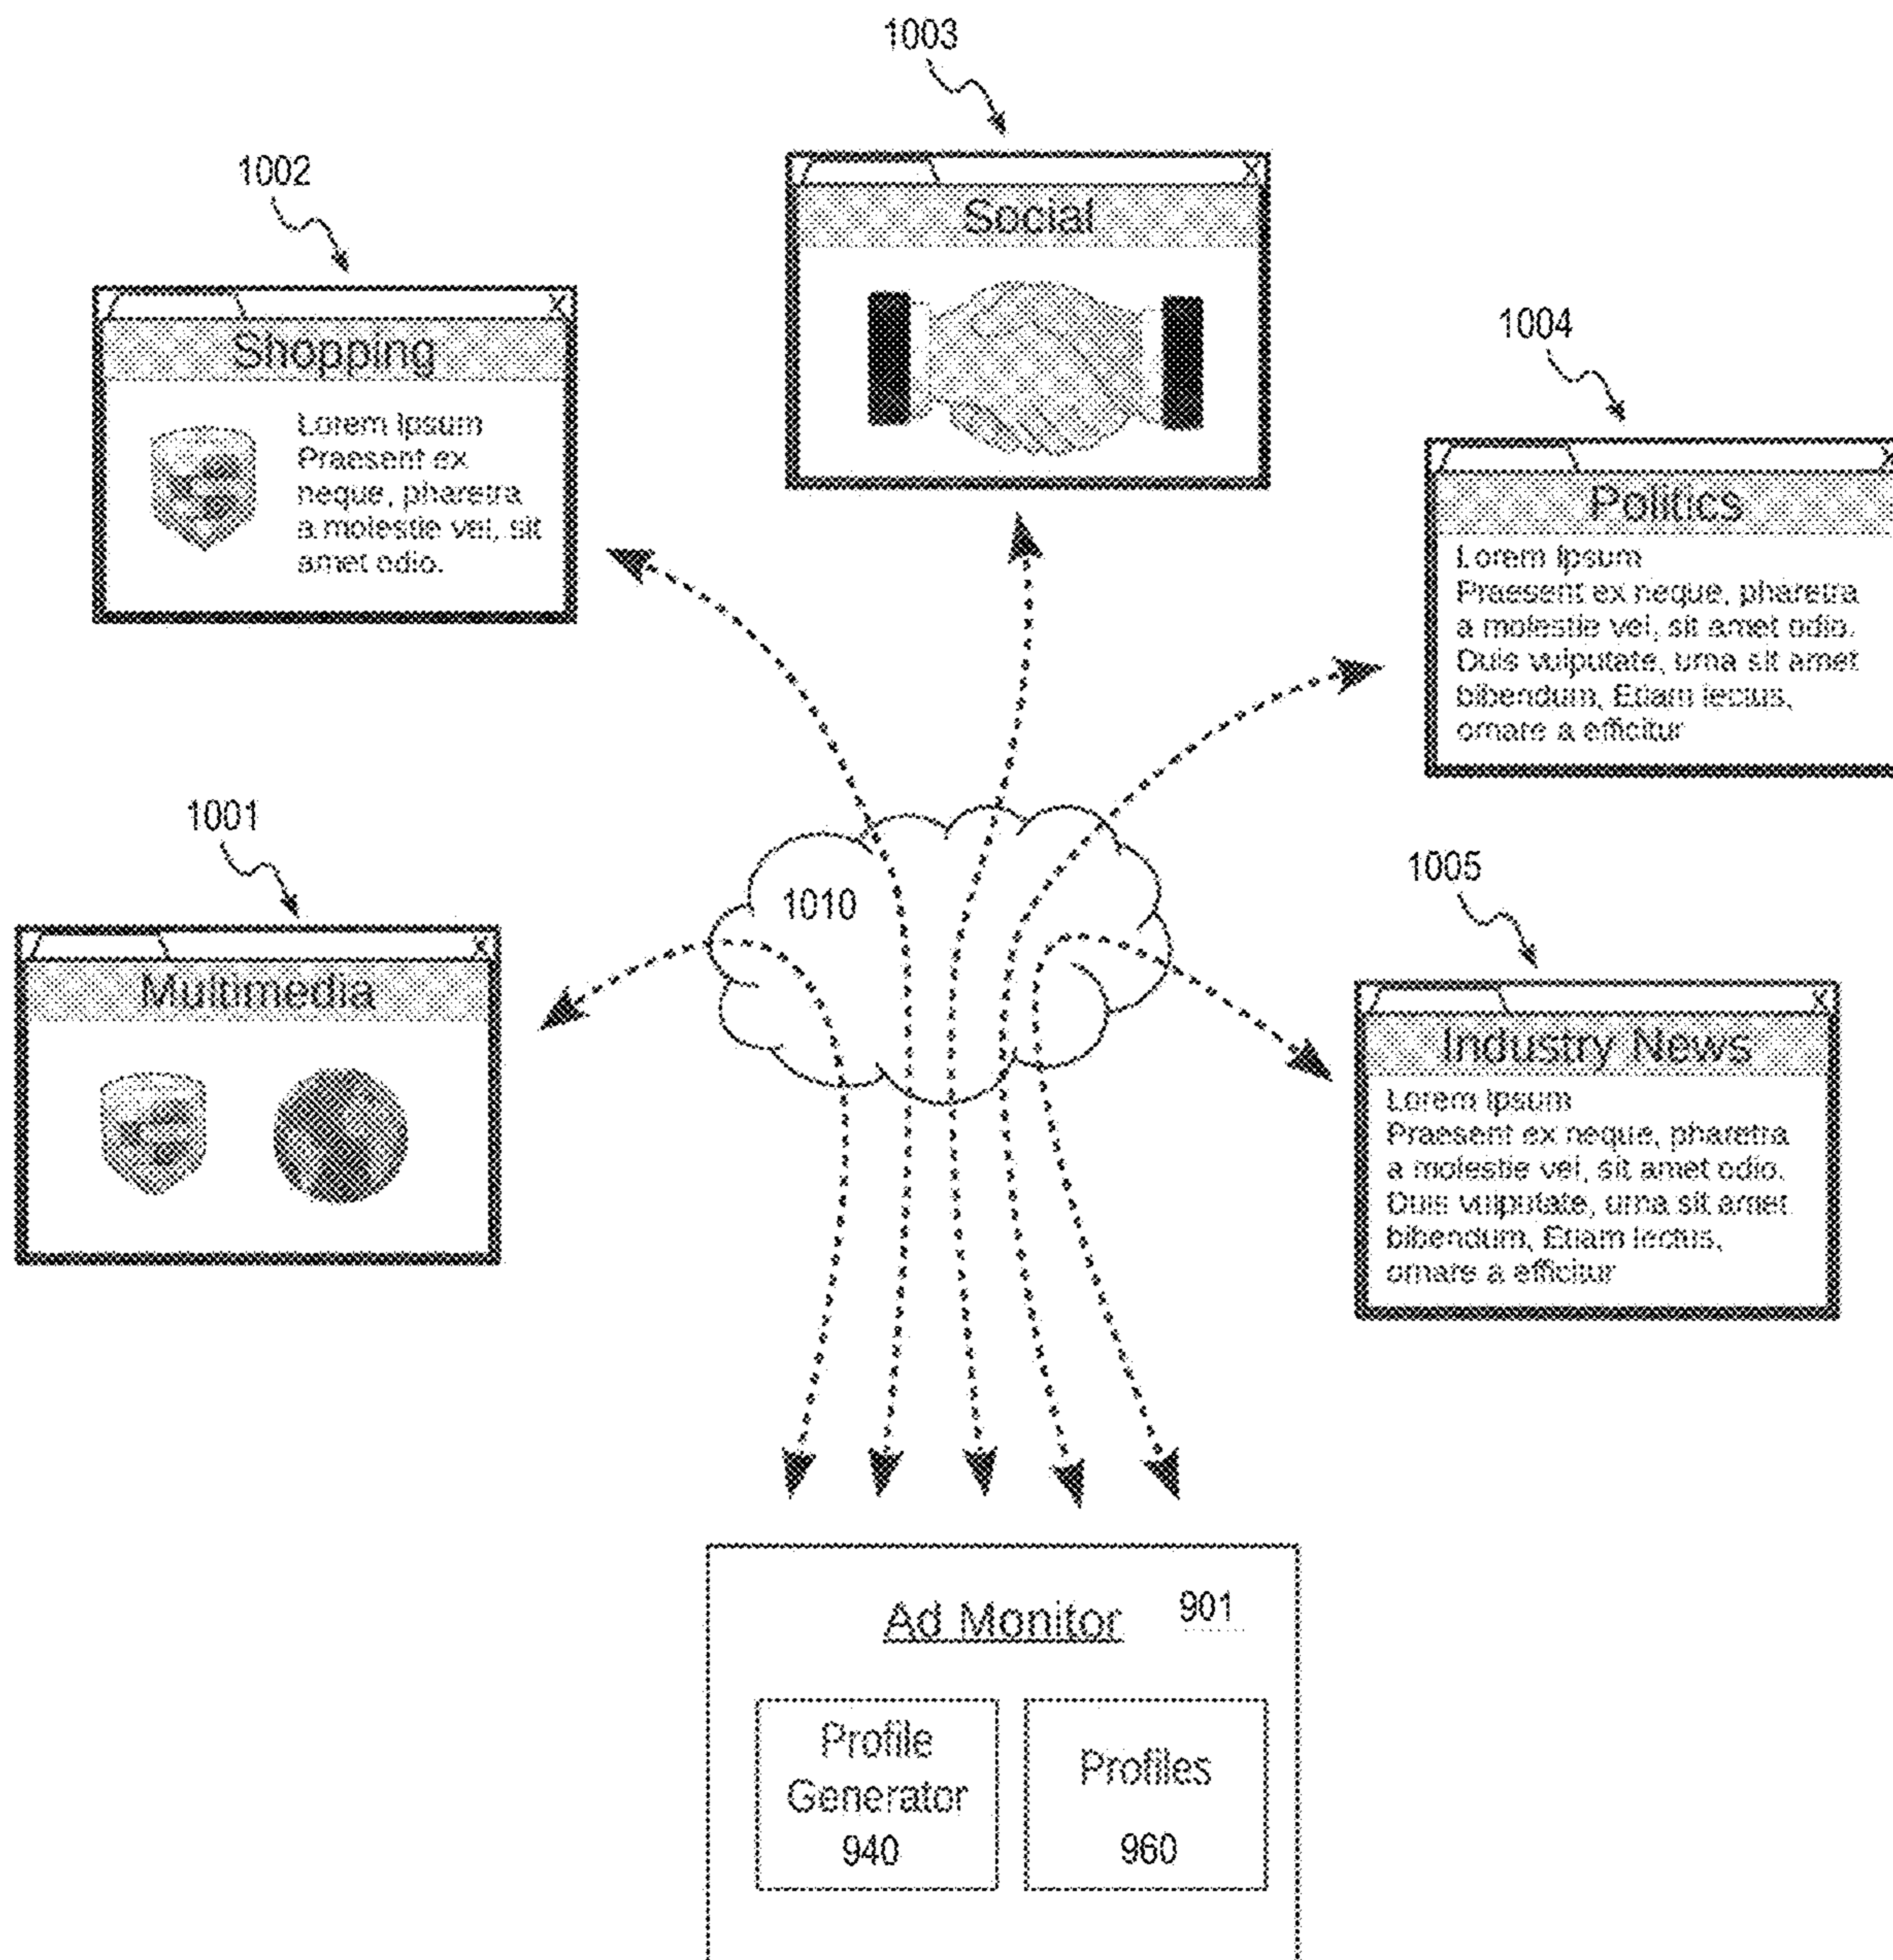 1003
Social
X
1002
Shopping
X
Lorem Ipsum
Praesent ex
neque, pharetra
a molestie vel, sit
amet odio.
1004
X
Politics
Lorem Ipsum
Praesent ex neque, pharetra
a molestie vel, sit amet odio.
Duis vulputate, urna sit amet
bibendum, Etiam lectus,
ornare a efficitur
1001
X
Multimedia
1010
1005
X
Industry News
Lorem Ipsum
Praesent ex neque, pharetra
a molestie vel, sit amet odio.
Duis vulputate, urna sit amet
bibendum, Etiam lectus,
ornare a efficitur
Ad Monitor 901
Profile
Generator
940
Profiles
960